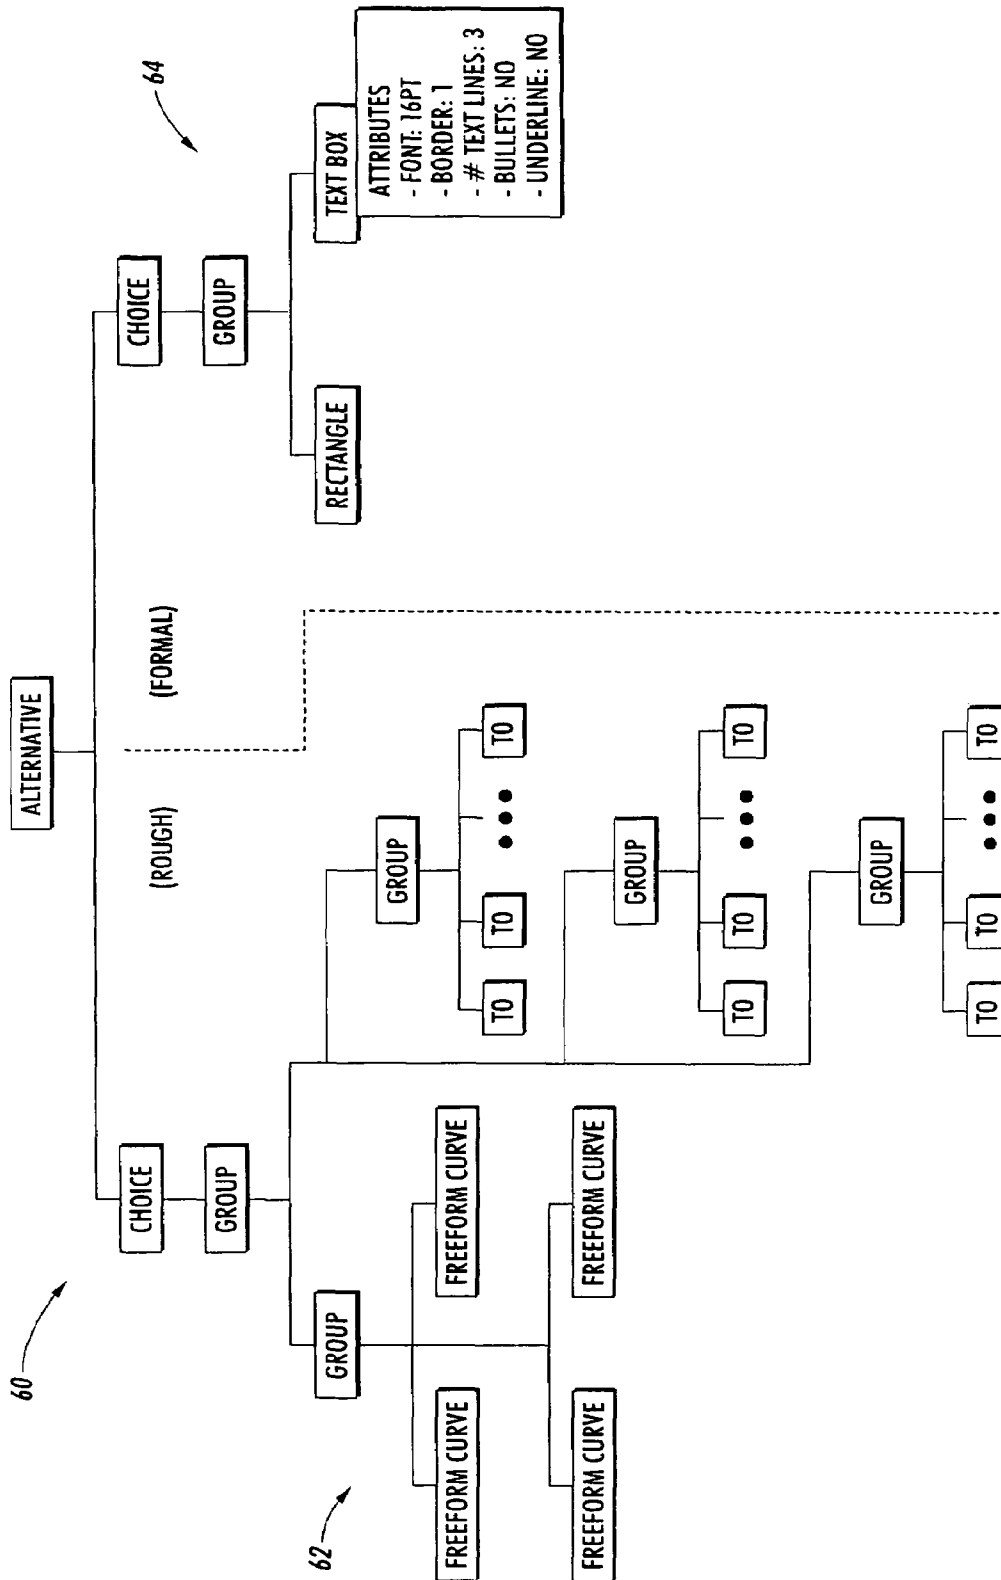 60
ALTERNATIVE
64
CHOICE
(ROUGH)
(FORMAL)
CHOICE
GROUP
GROUP
62
GROUP
RECTANGLE
TEXT BOX
ATTRIBUTES
- FONT: 16PT
- BORDER: 1
- # TEXT LINES: 3
- BULLETS: NO
- UNDERLINE: NO
GROUP
FREEFORM CURVE
FREEFORM CURVE
TO
TO
TO
FREEFORM CURVE
FREEFORM CURVE
GROUP
TO
TO
TO
GROUP
TO
TO
TO